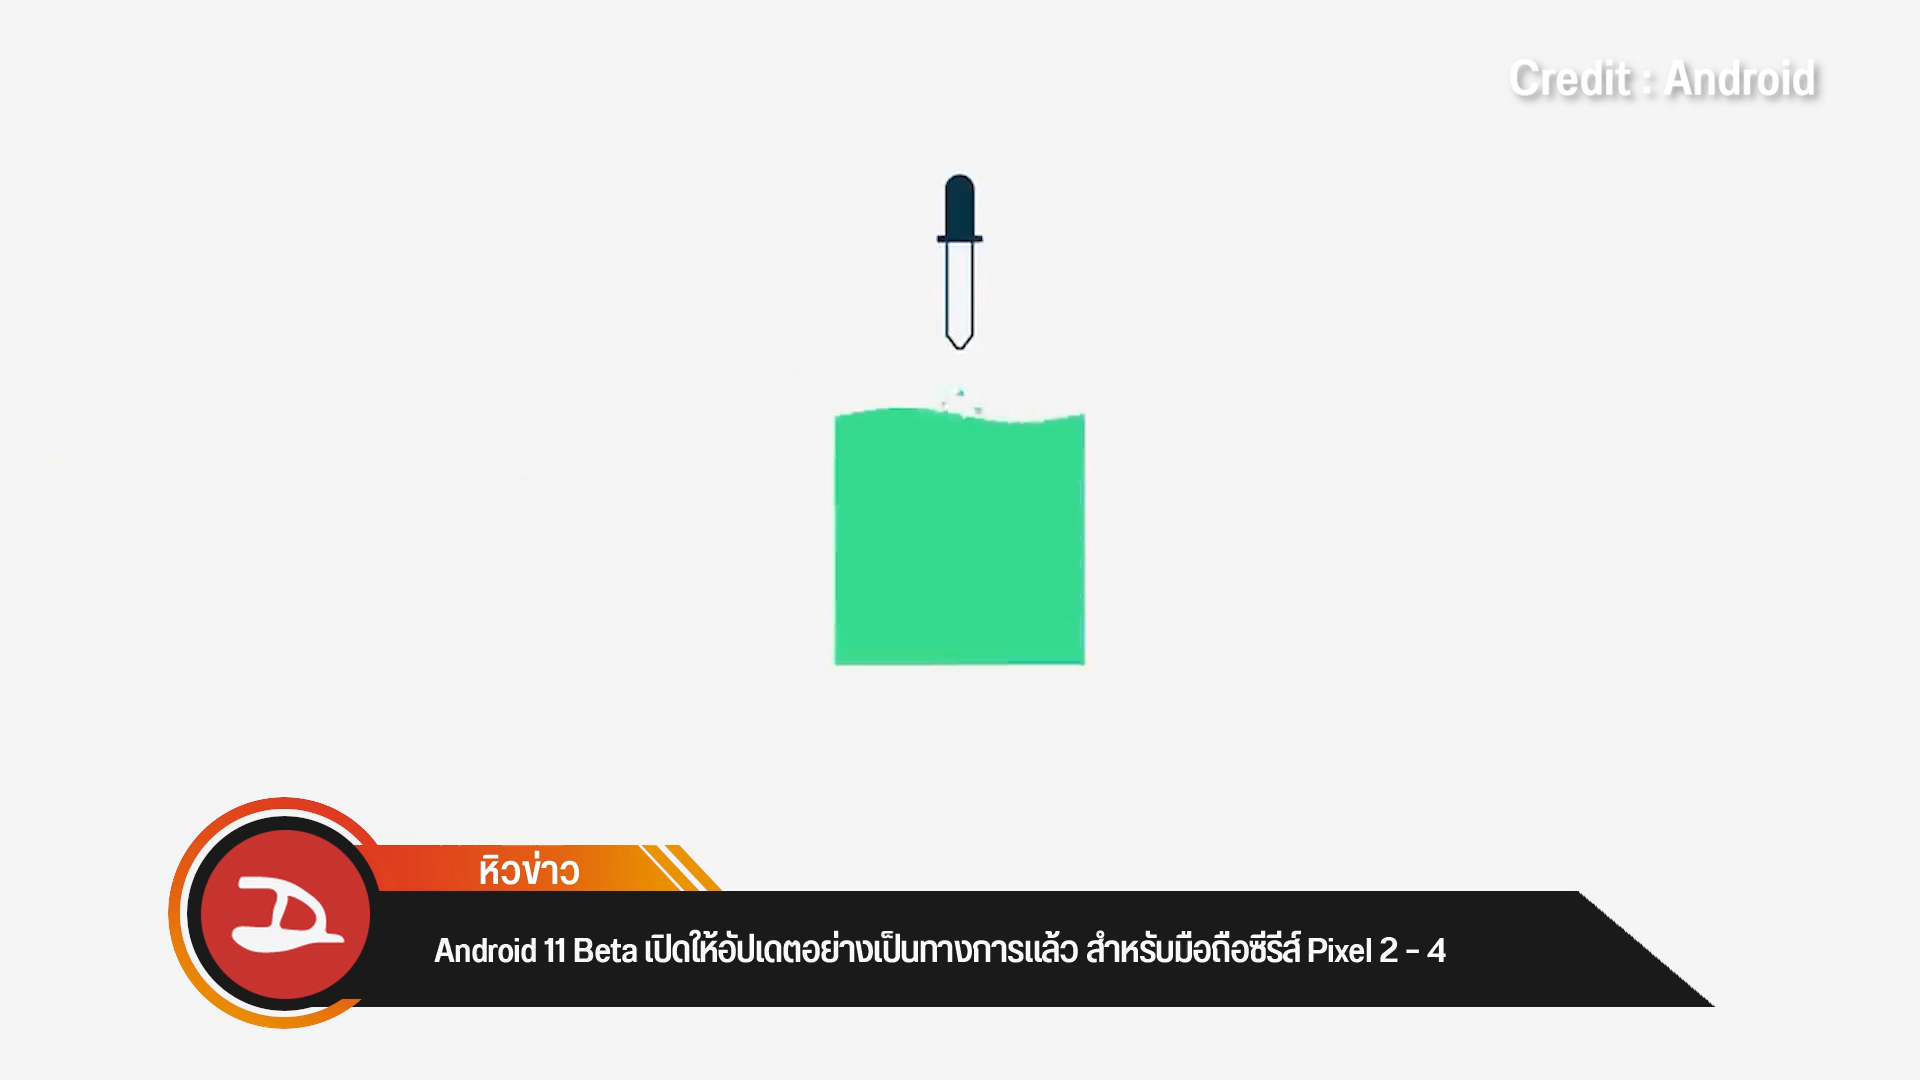 Credit : Android
หิวข่าว
Android 11 Beta เปิดให้อัปเดตอย่างเป็นทางการแล้ว สำหรับมือถือซีรีส์ Pixel 2 - 4